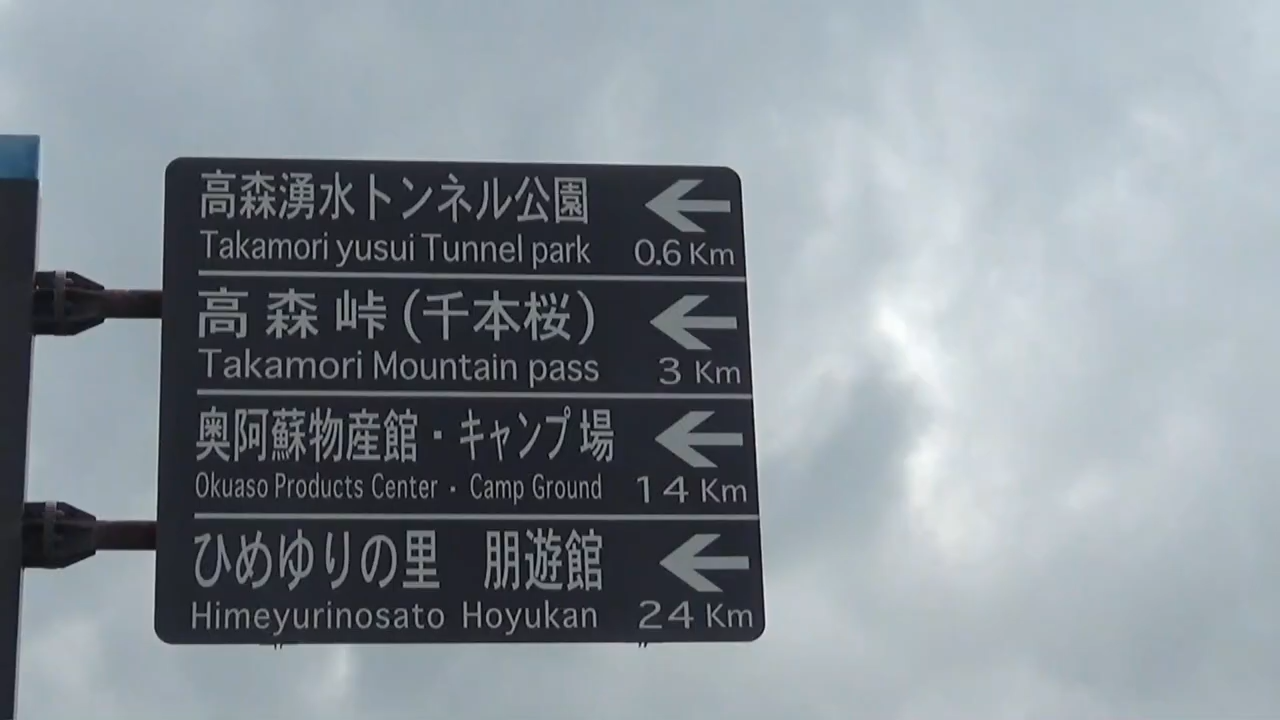 高森湧水トンネル公園
Takamori yusui Tunnel park 0.6 Km
高森峠(千本桜)
Takamori Mountain pass 3 Km
奥阿蘇物産館・キャンプ場
Okuaso Products Center・Camp Ground 14 Km
ひめゆりの里 朋遊館
Himeyurinosato Hoyukan 24 Km